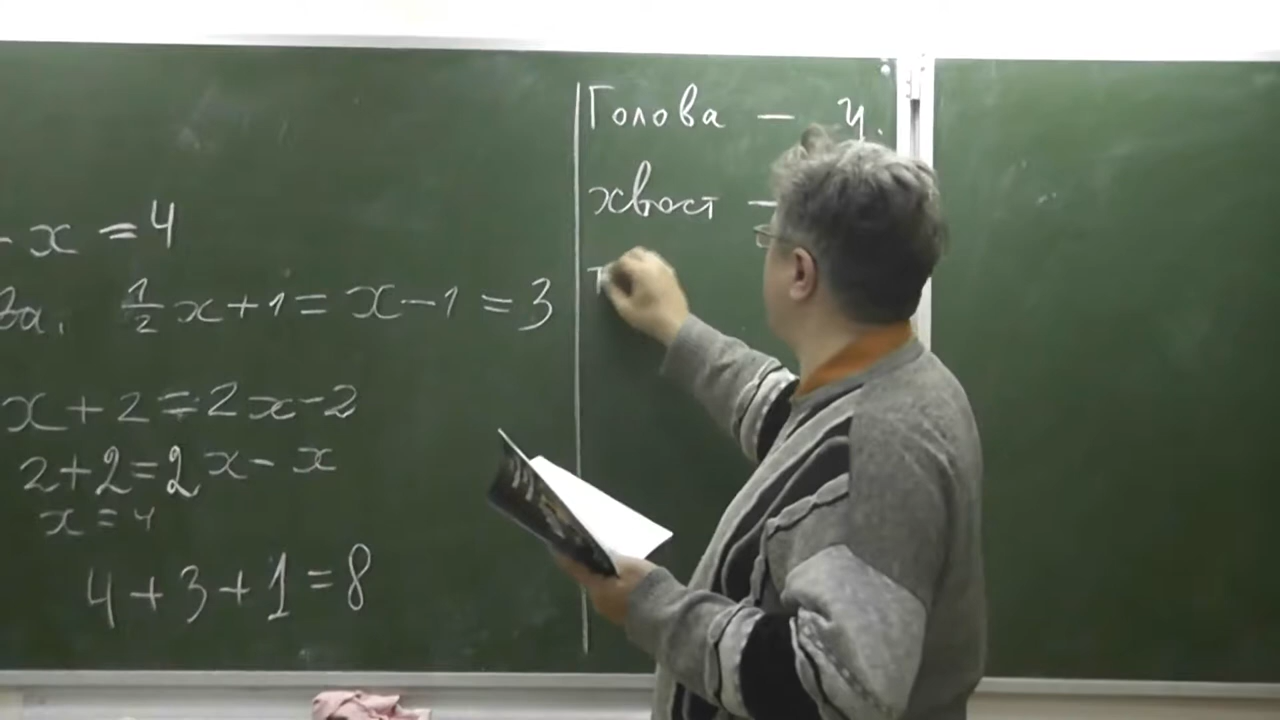 - x = 4
ва. 1/2 x + 1 = x - 1 = 3
x + 2 = 2x - 2
2 + 2 = 2x - x
x = 4
4 + 3 + 1 = 8
Голова — у.
хвост —
т